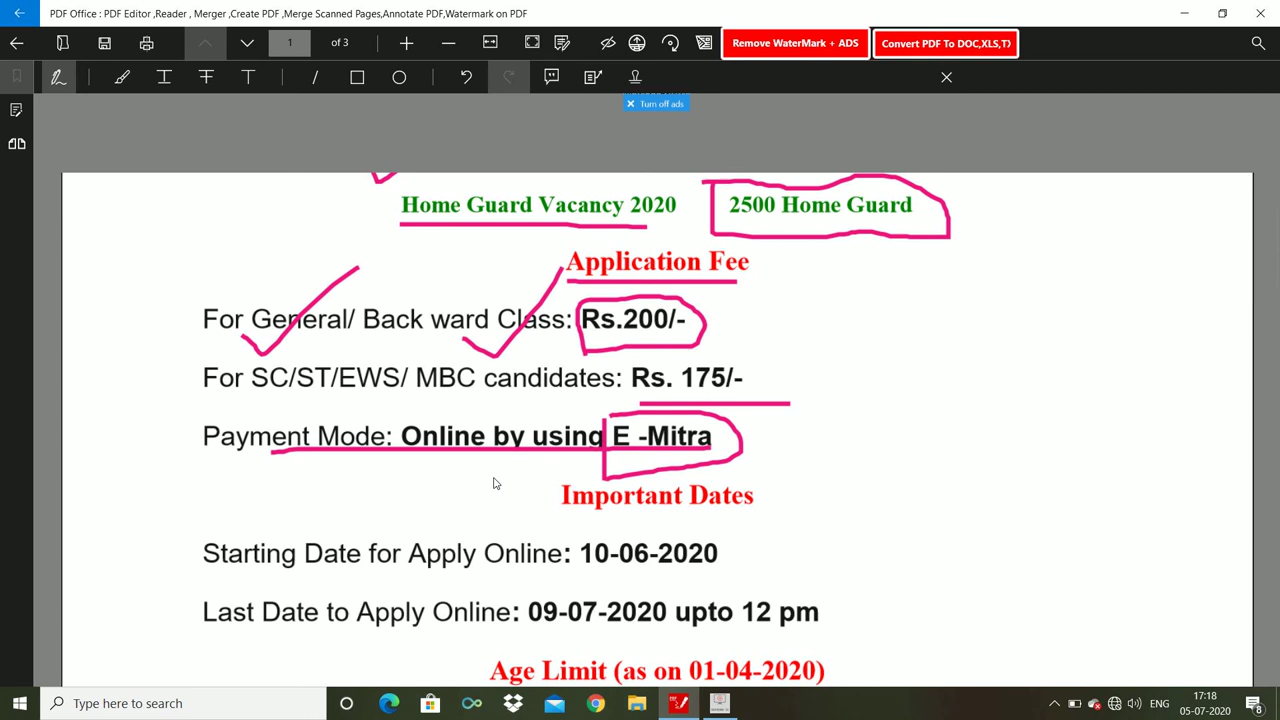 PDF Office : PDF Editor ,Reader , Merger ,Create PDF ,Merge Scanned Pages,Annotate PDF,Watermark on PDF
1 of 3
Remove WaterMark + ADS
Convert PDF To DOC,XLS,TX
Turn off ads
Home Guard Vacancy 2020 2500 Home Guard
Application Fee
For General/ Back ward Class: Rs.200/-
For SC/ST/EWS/ MBC candidates: Rs. 175/-
Payment Mode: Online by using E -Mitra
Important Dates
Starting Date for Apply Online: 10-06-2020
Last Date to Apply Online: 09-07-2020 upto 12 pm
Age Limit (as on 01-04-2020)
Type here to search
ENG
17:18
05-07-2020
8